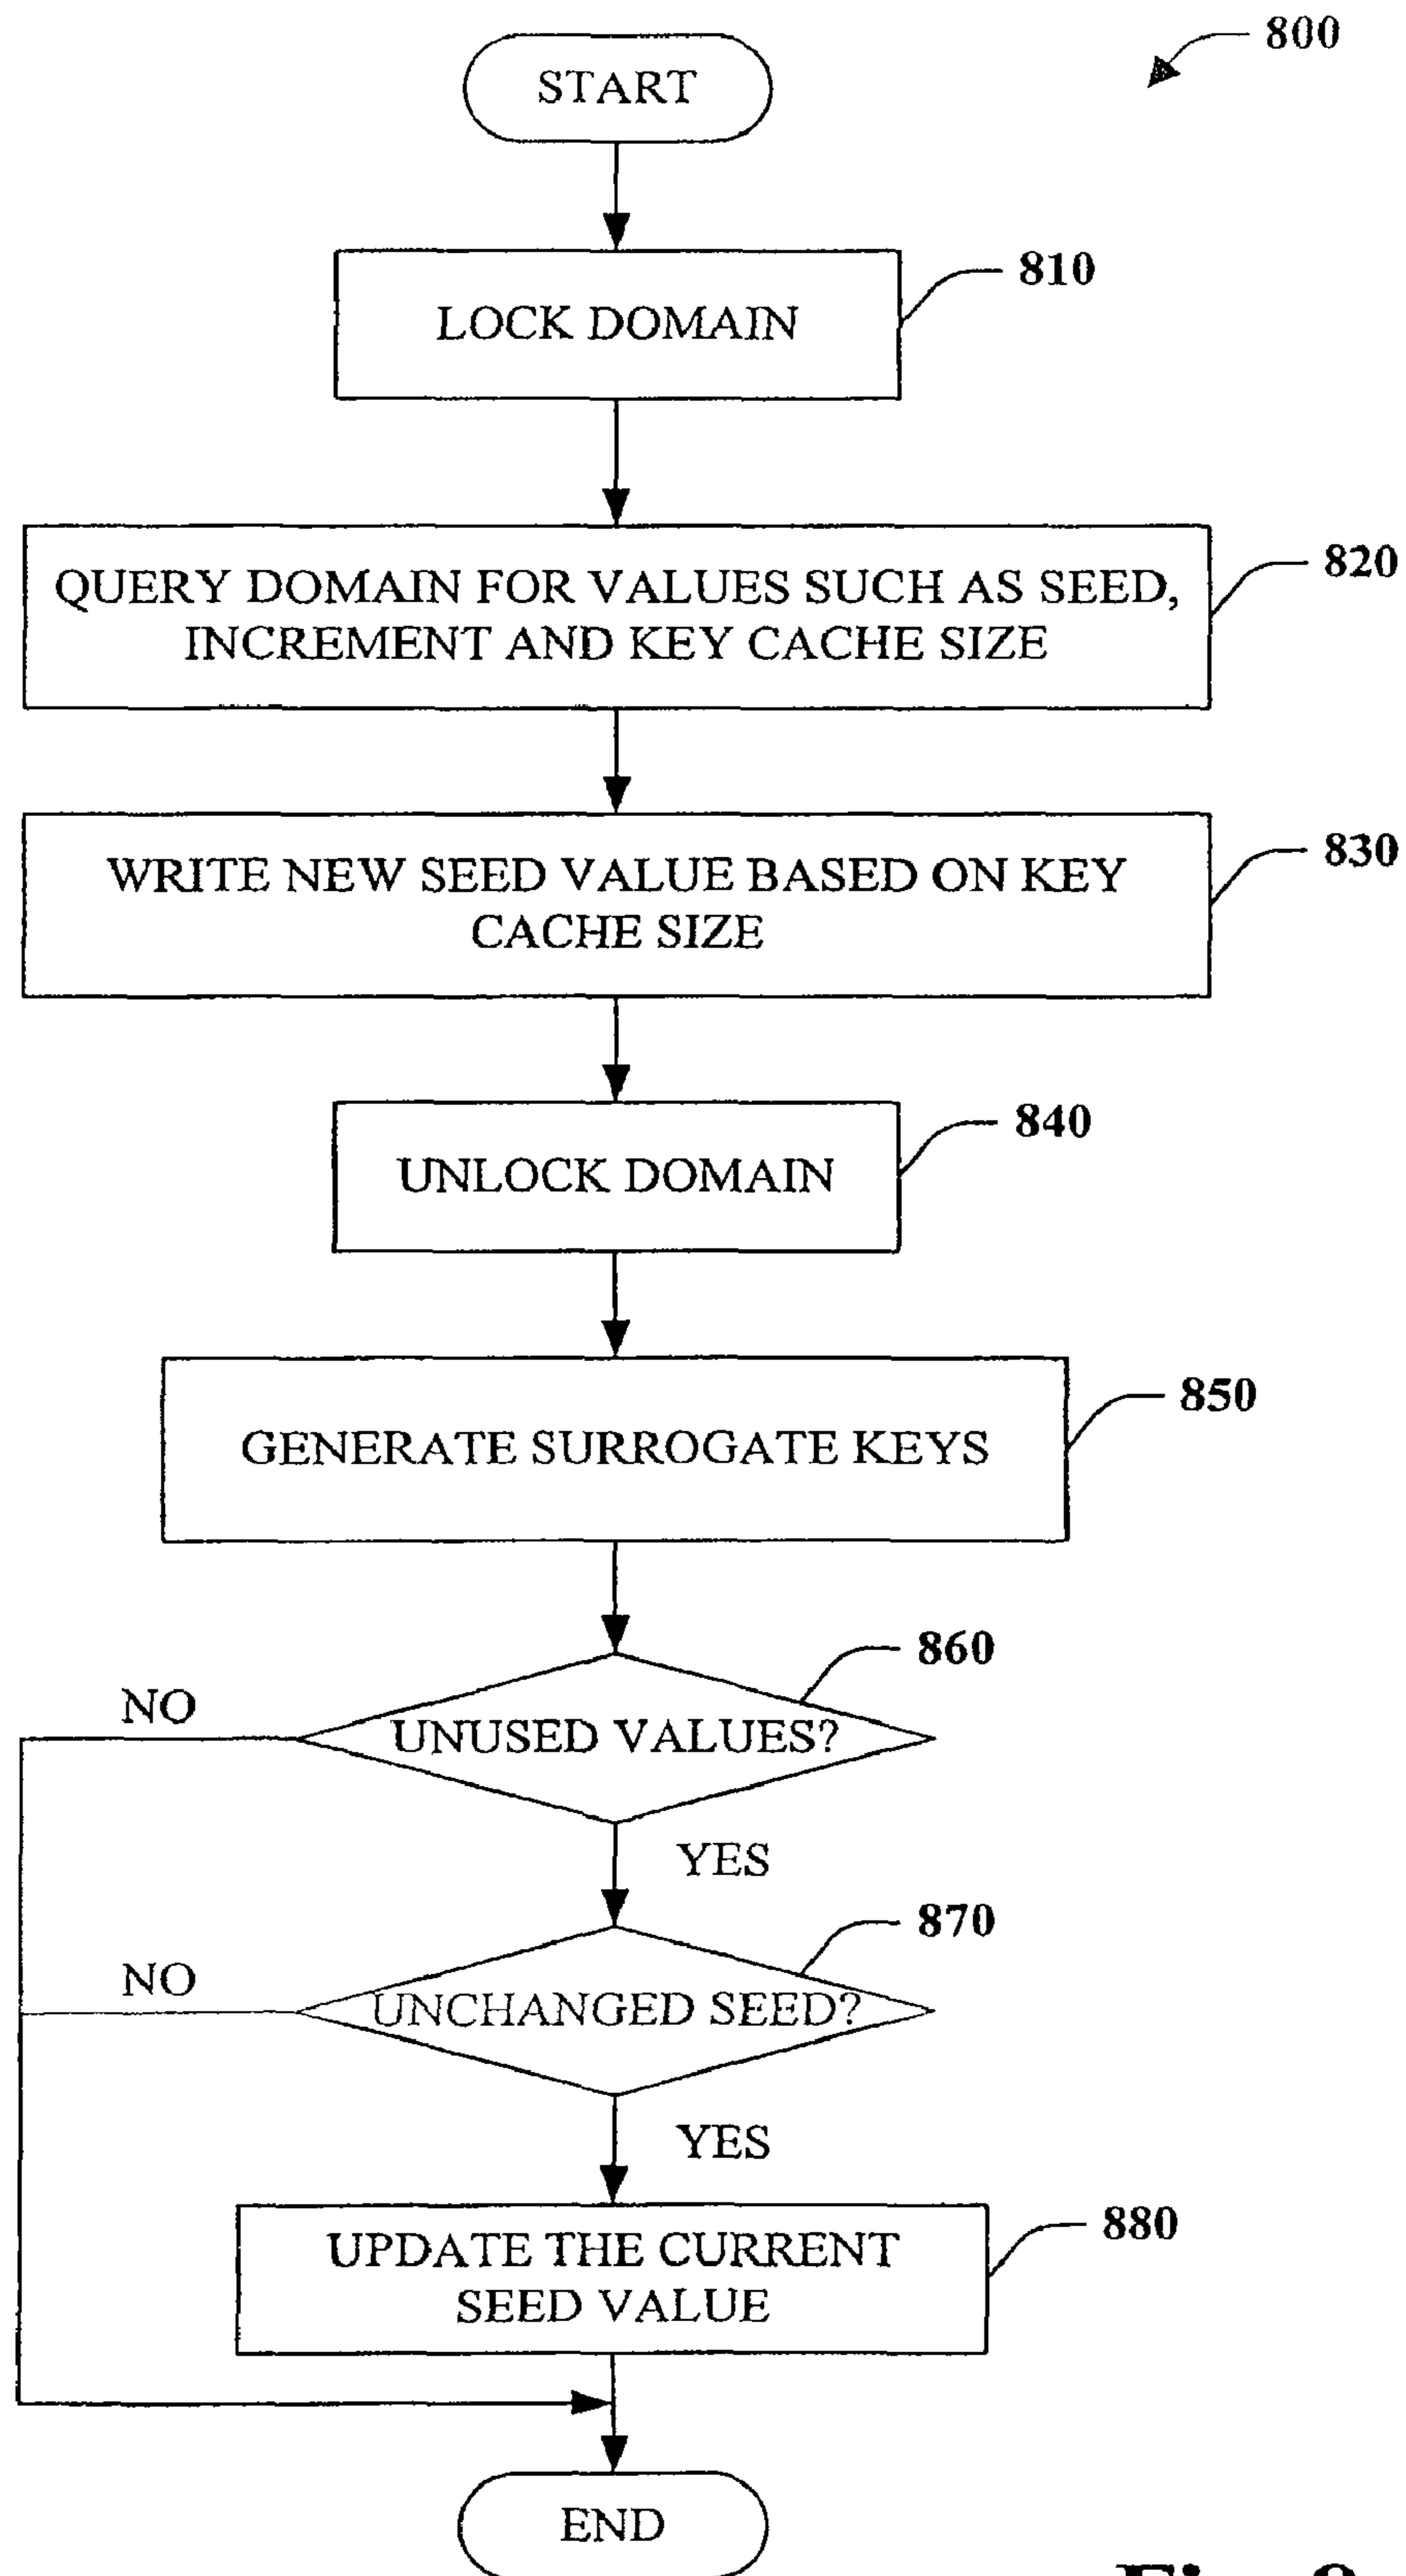 800
START
LOCK DOMAIN
810
QUERY DOMAIN FOR VALUES SUCH AS SEED,
INCREMENT AND KEY CACHE SIZE
820
WRITE NEW SEED VALUE BASED ON KEY
CACHE SIZE
830
UNLOCK DOMAIN
840
GENERATE SURROGATE KEYS
850
UNUSED VALUES?
860
NO
YES
UNCHANGED SEED?
870
NO
YES
UPDATE THE CURRENT
SEED VALUE
880
END